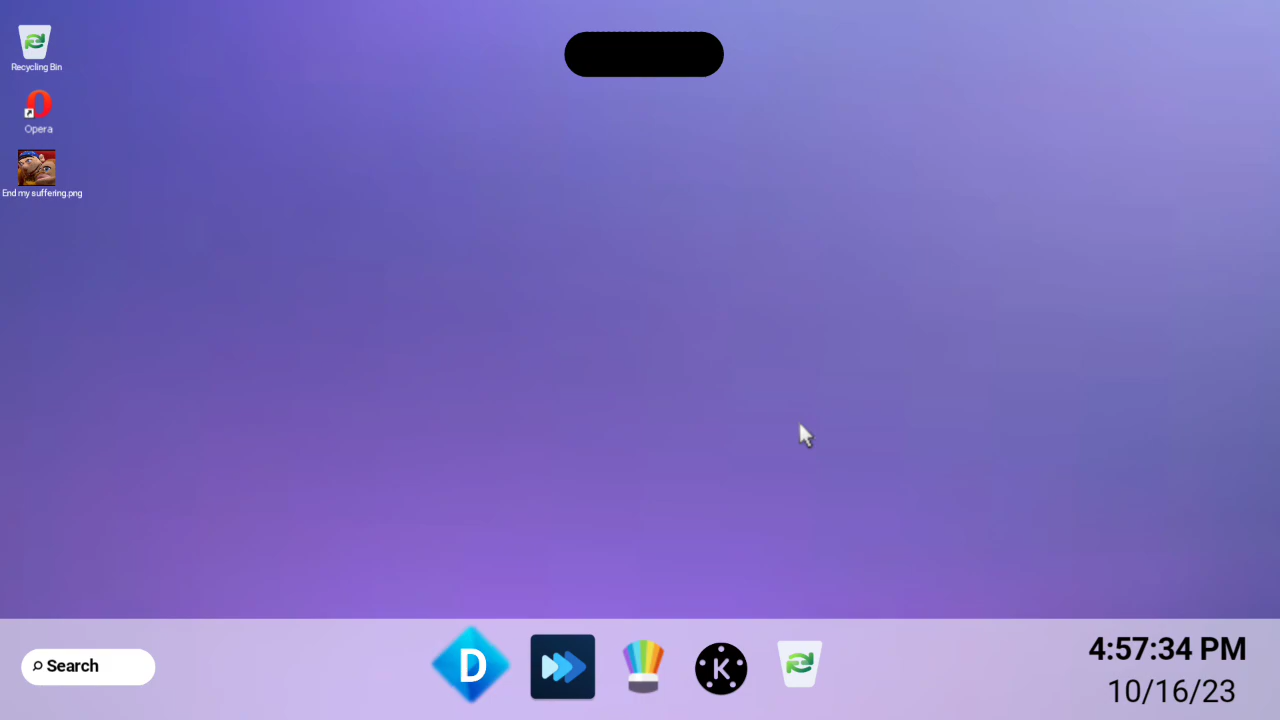 Recycling Bin
Opera
End my suffering.png
Search
D
K
4:57:34 PM
10/16/23